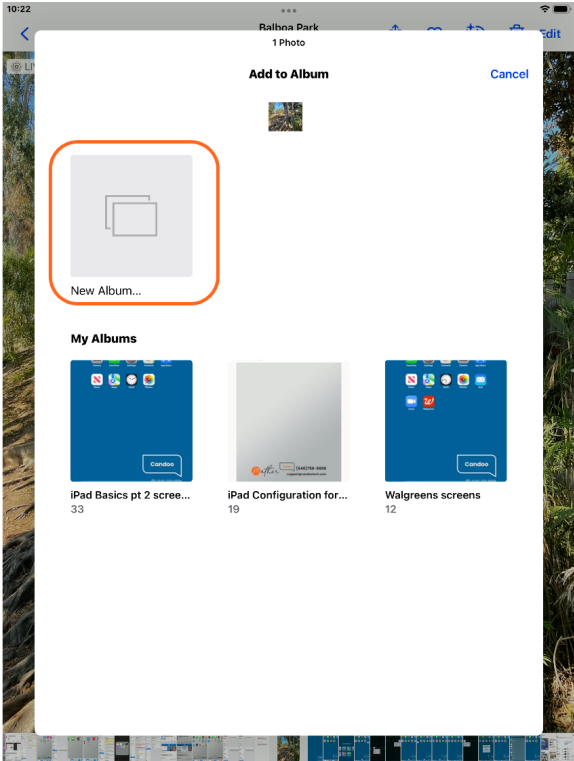 10:22
Balboa Park
Edit
1 Photo
LIV
Add to Album
Cancel
New Album...
My Albums
Candoo
Candoo
iPad Basics pt 2 scree...
iPad Configuration for...
Walgreens screens
33
19
12